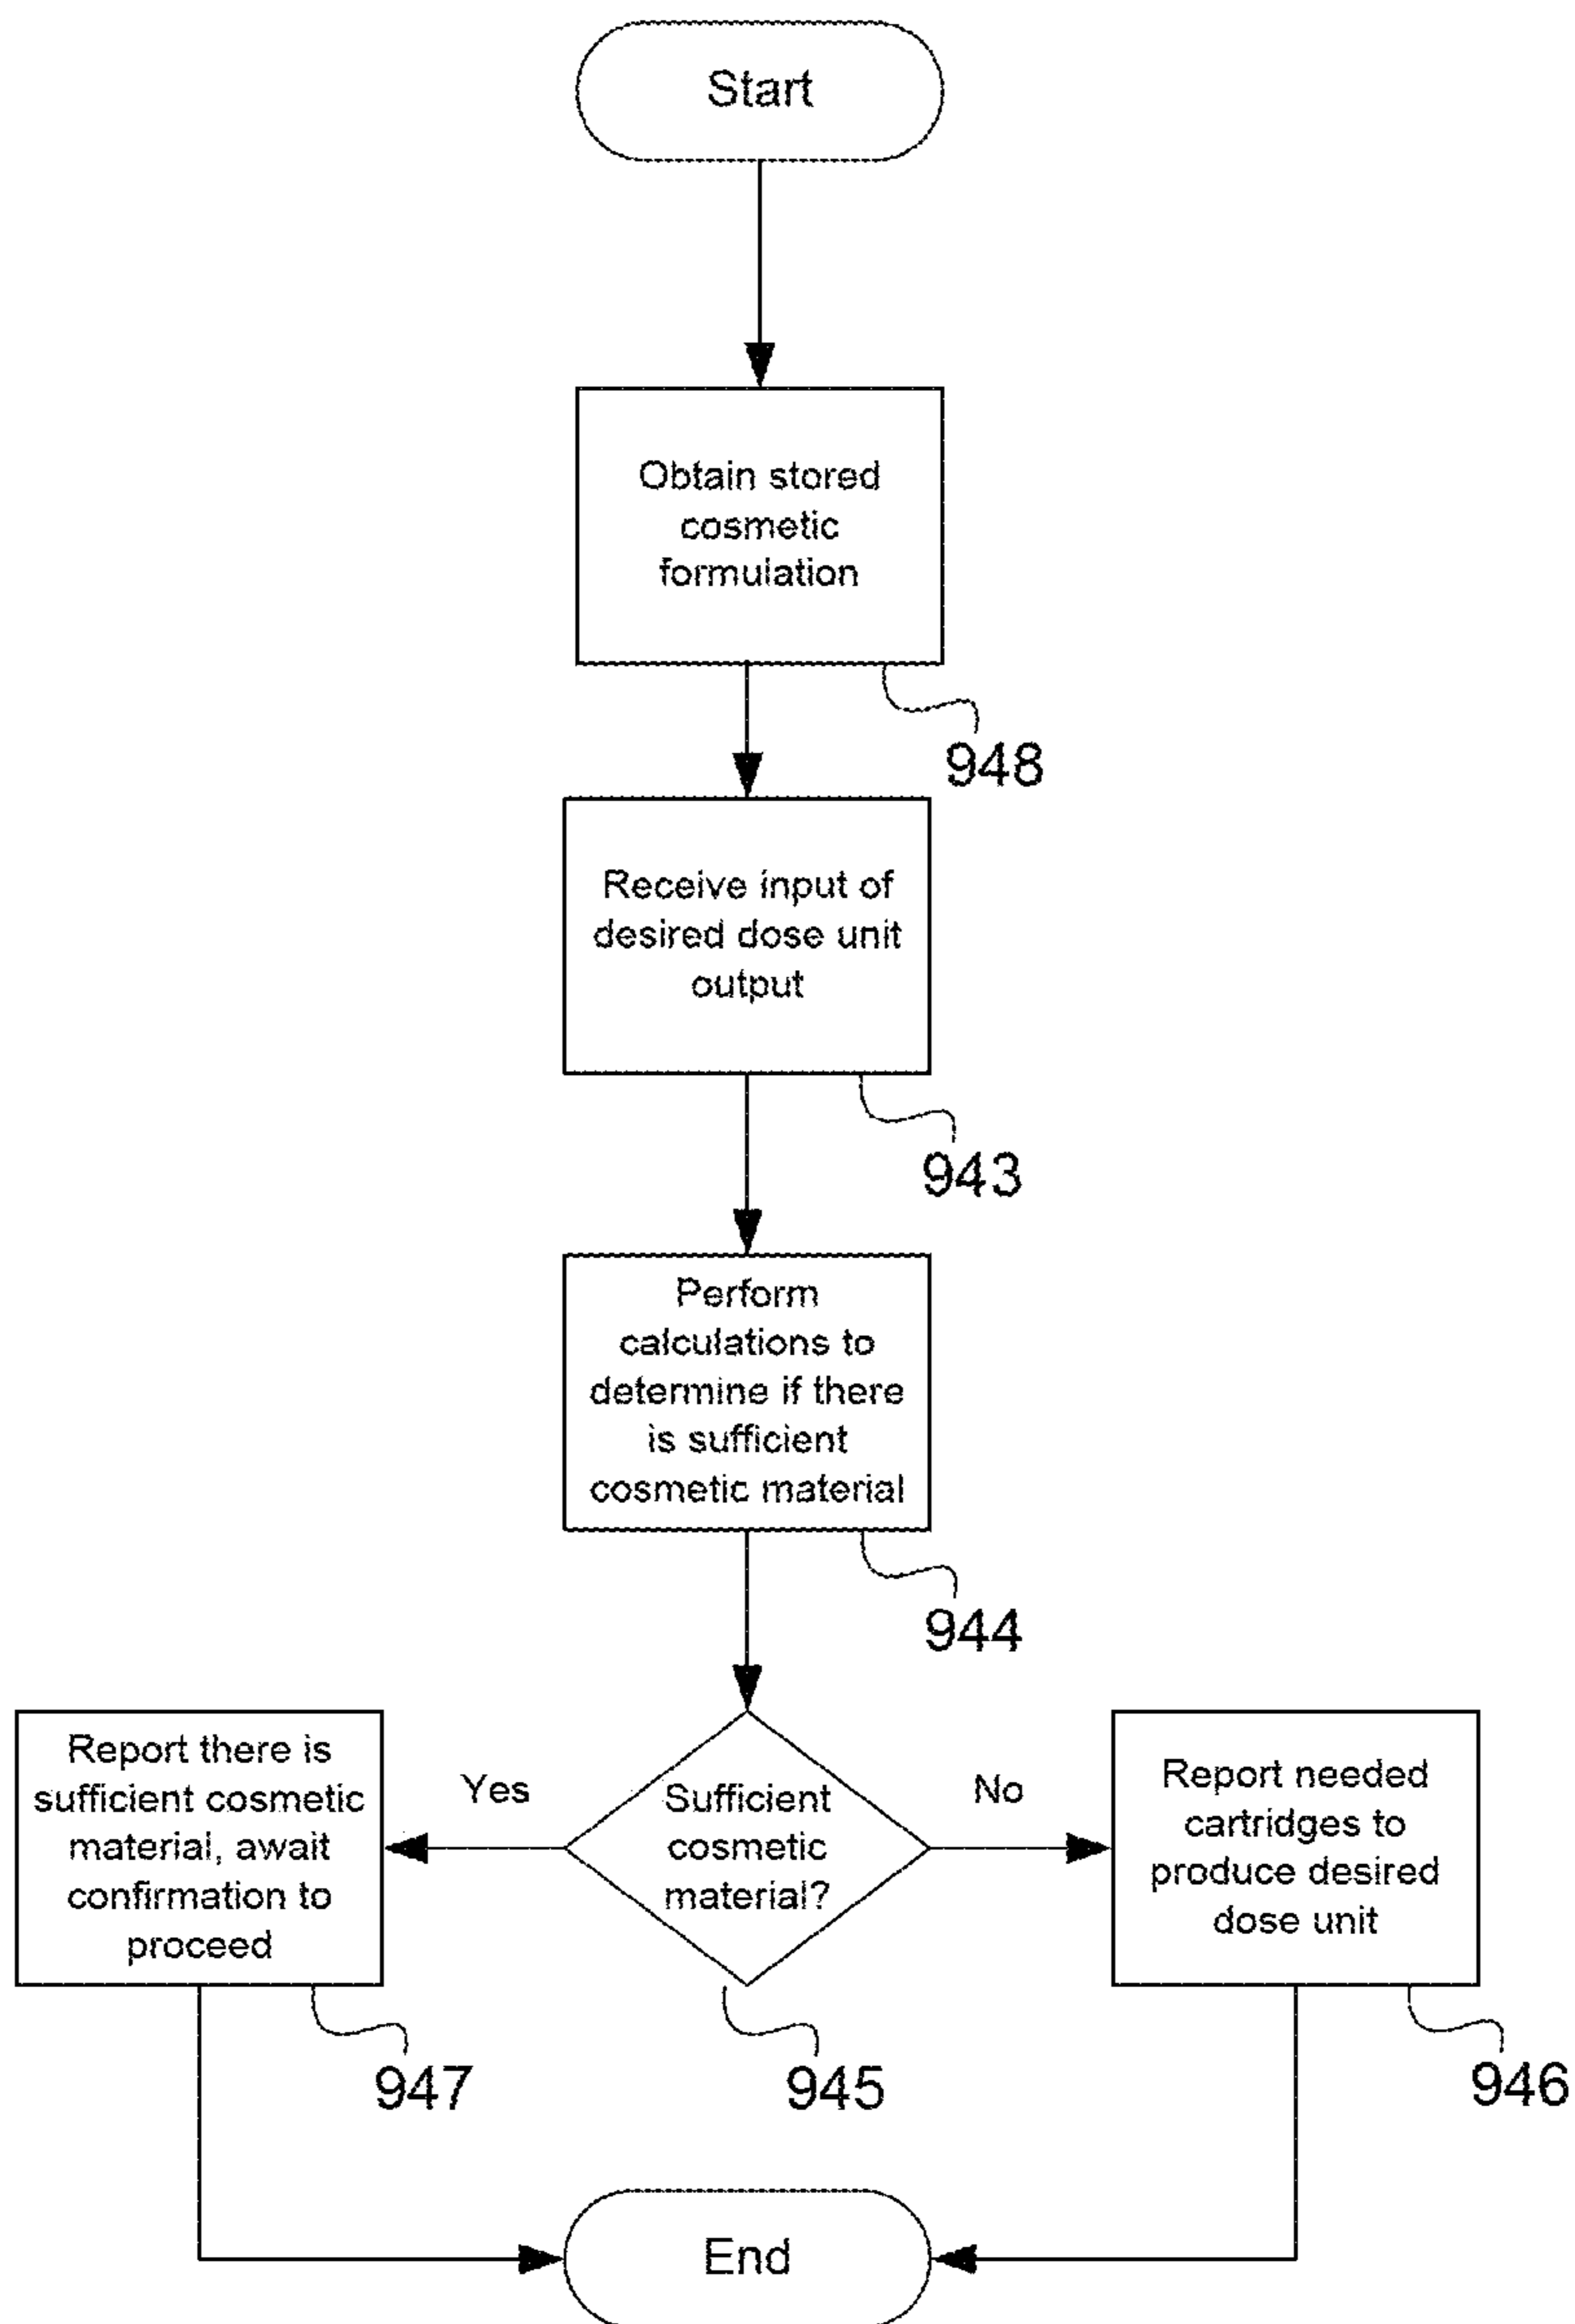 Start
Obtain stored
cosmetic
formulation
948
Receive input of
desired dose unit
output
943
Perform
calculations to
determine if there
is sufficient
cosmetic material
944
Report there is
sufficient cosmetic
material, await
confirmation to
proceed
947
Yes
Sufficient
cosmetic
material?
945
No
Report needed
cartridges to
produce desired
dose unit
946
End